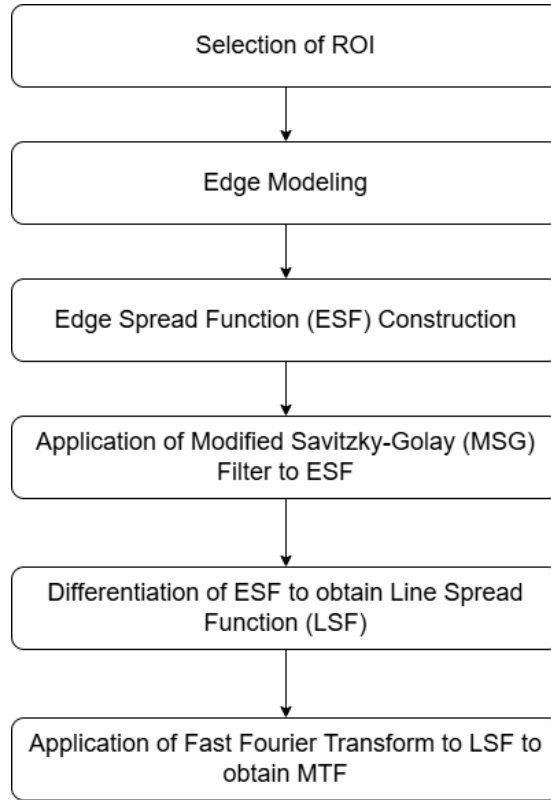 Selection of ROI
Edge Modeling
Edge Spread Function (ESF) Construction
Application of Modified Savitzky-Golay (MSG)
Filter to ESF
Differentiation of ESF to obtain Line Spread
Function (LSF)
Application of Fast Fourier Transform to LSF to
obtain MTF